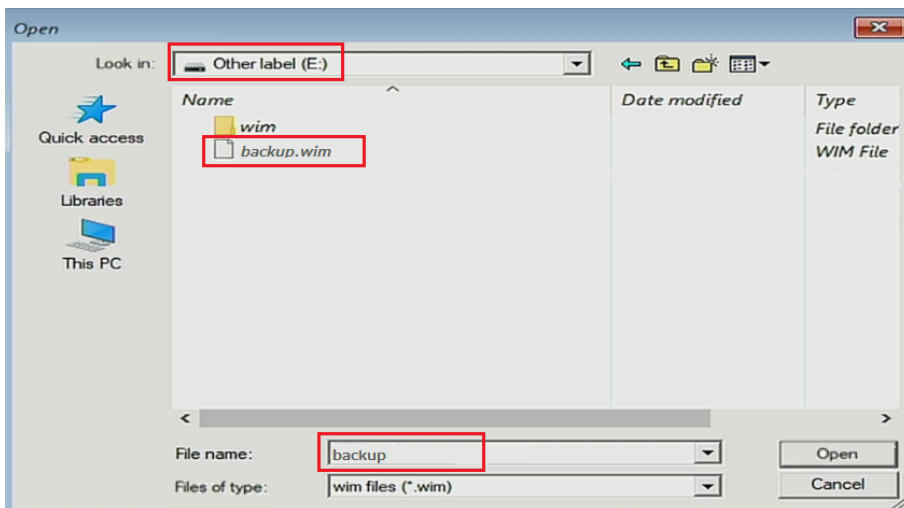 Open
Look in: Other label (E:)
Name Date modified Type
Quick access
wim File folder
backup.wim WIM File
Libraries
This PC
File name: backup Open
Files of type: wim files (*.wim) Cancel